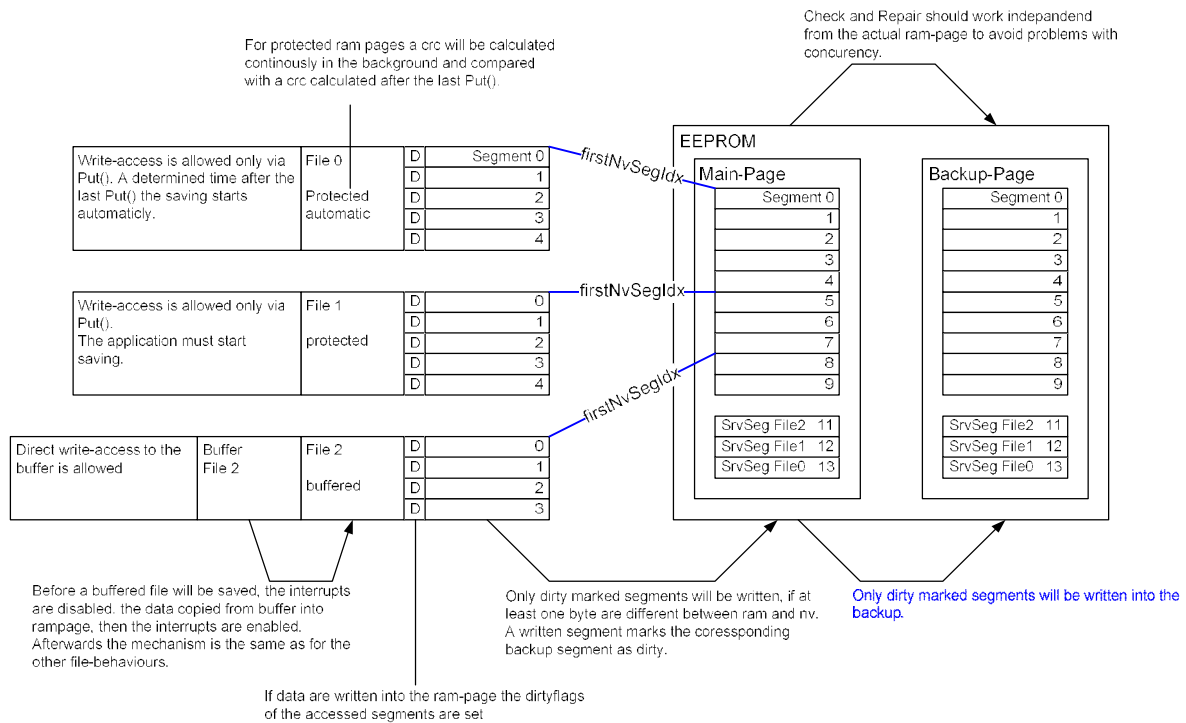 Check and Repair should work independend
from the actual ram-page to avoid problems with
concurency.
For protected ram pages a crc will be calculated
continously in the background and compared
with a crc calculated after the last Put().
Write-access is allowed only via
Put(). A determined time after the
last Put() the saving starts
automaticly.
File 0
Protected
automatic
D Segment 0
D 1
D 2
D 3
D 4
firstNvSegIdx
Write-access is allowed only via
Put().
The application must start
saving.
File 1
protected
D 0
D 1
D 2
D 3
D 4
firstNvSegIdx
Direct write-access to the
buffer is allowed
Buffer
File 2
File 2
buffered
D 0
D 1
D 2
D 3
firstNvSegIdx
EEPROM
Main-Page
Segment 0
1
2
3
4
5
6
7
8
9
SrvSeg File2 11
SrvSeg File1 12
SrvSeg File0 13
Backup-Page
Segment 0
1
2
3
4
5
6
7
8
9
SrvSeg File2 11
SrvSeg File1 12
SrvSeg File0 13
Before a buffered file will be saved, the interrupts
are disabled. the data copied from buffer into
rampage, then the interrupts are enabled.
Afterwards the mechanism is the same as for the
other file-behaviours.
Only dirty marked segments will be written, if at
least one byte are different between ram and nv.
A written segment marks the coressponding
backup segment as dirty.
Only dirty marked segments will be written into the
backup.
If data are written into the ram-page the dirtyflags
of the accessed segments are set